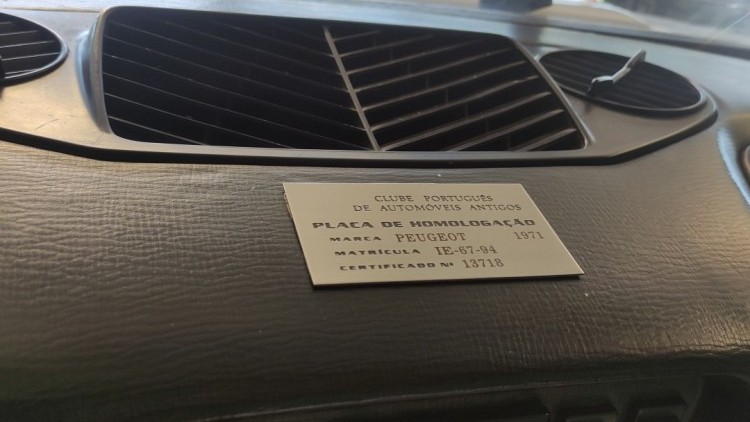 CLUBE PORTUGUÊS
DE AUTOMÓVEIS ANTIGOS
PLACA DE HOMOLOGAÇÃO
MARCA PEUGEOT 1971
MATRÍCULA IE-67-94
CERTIFICADO Nº 13718